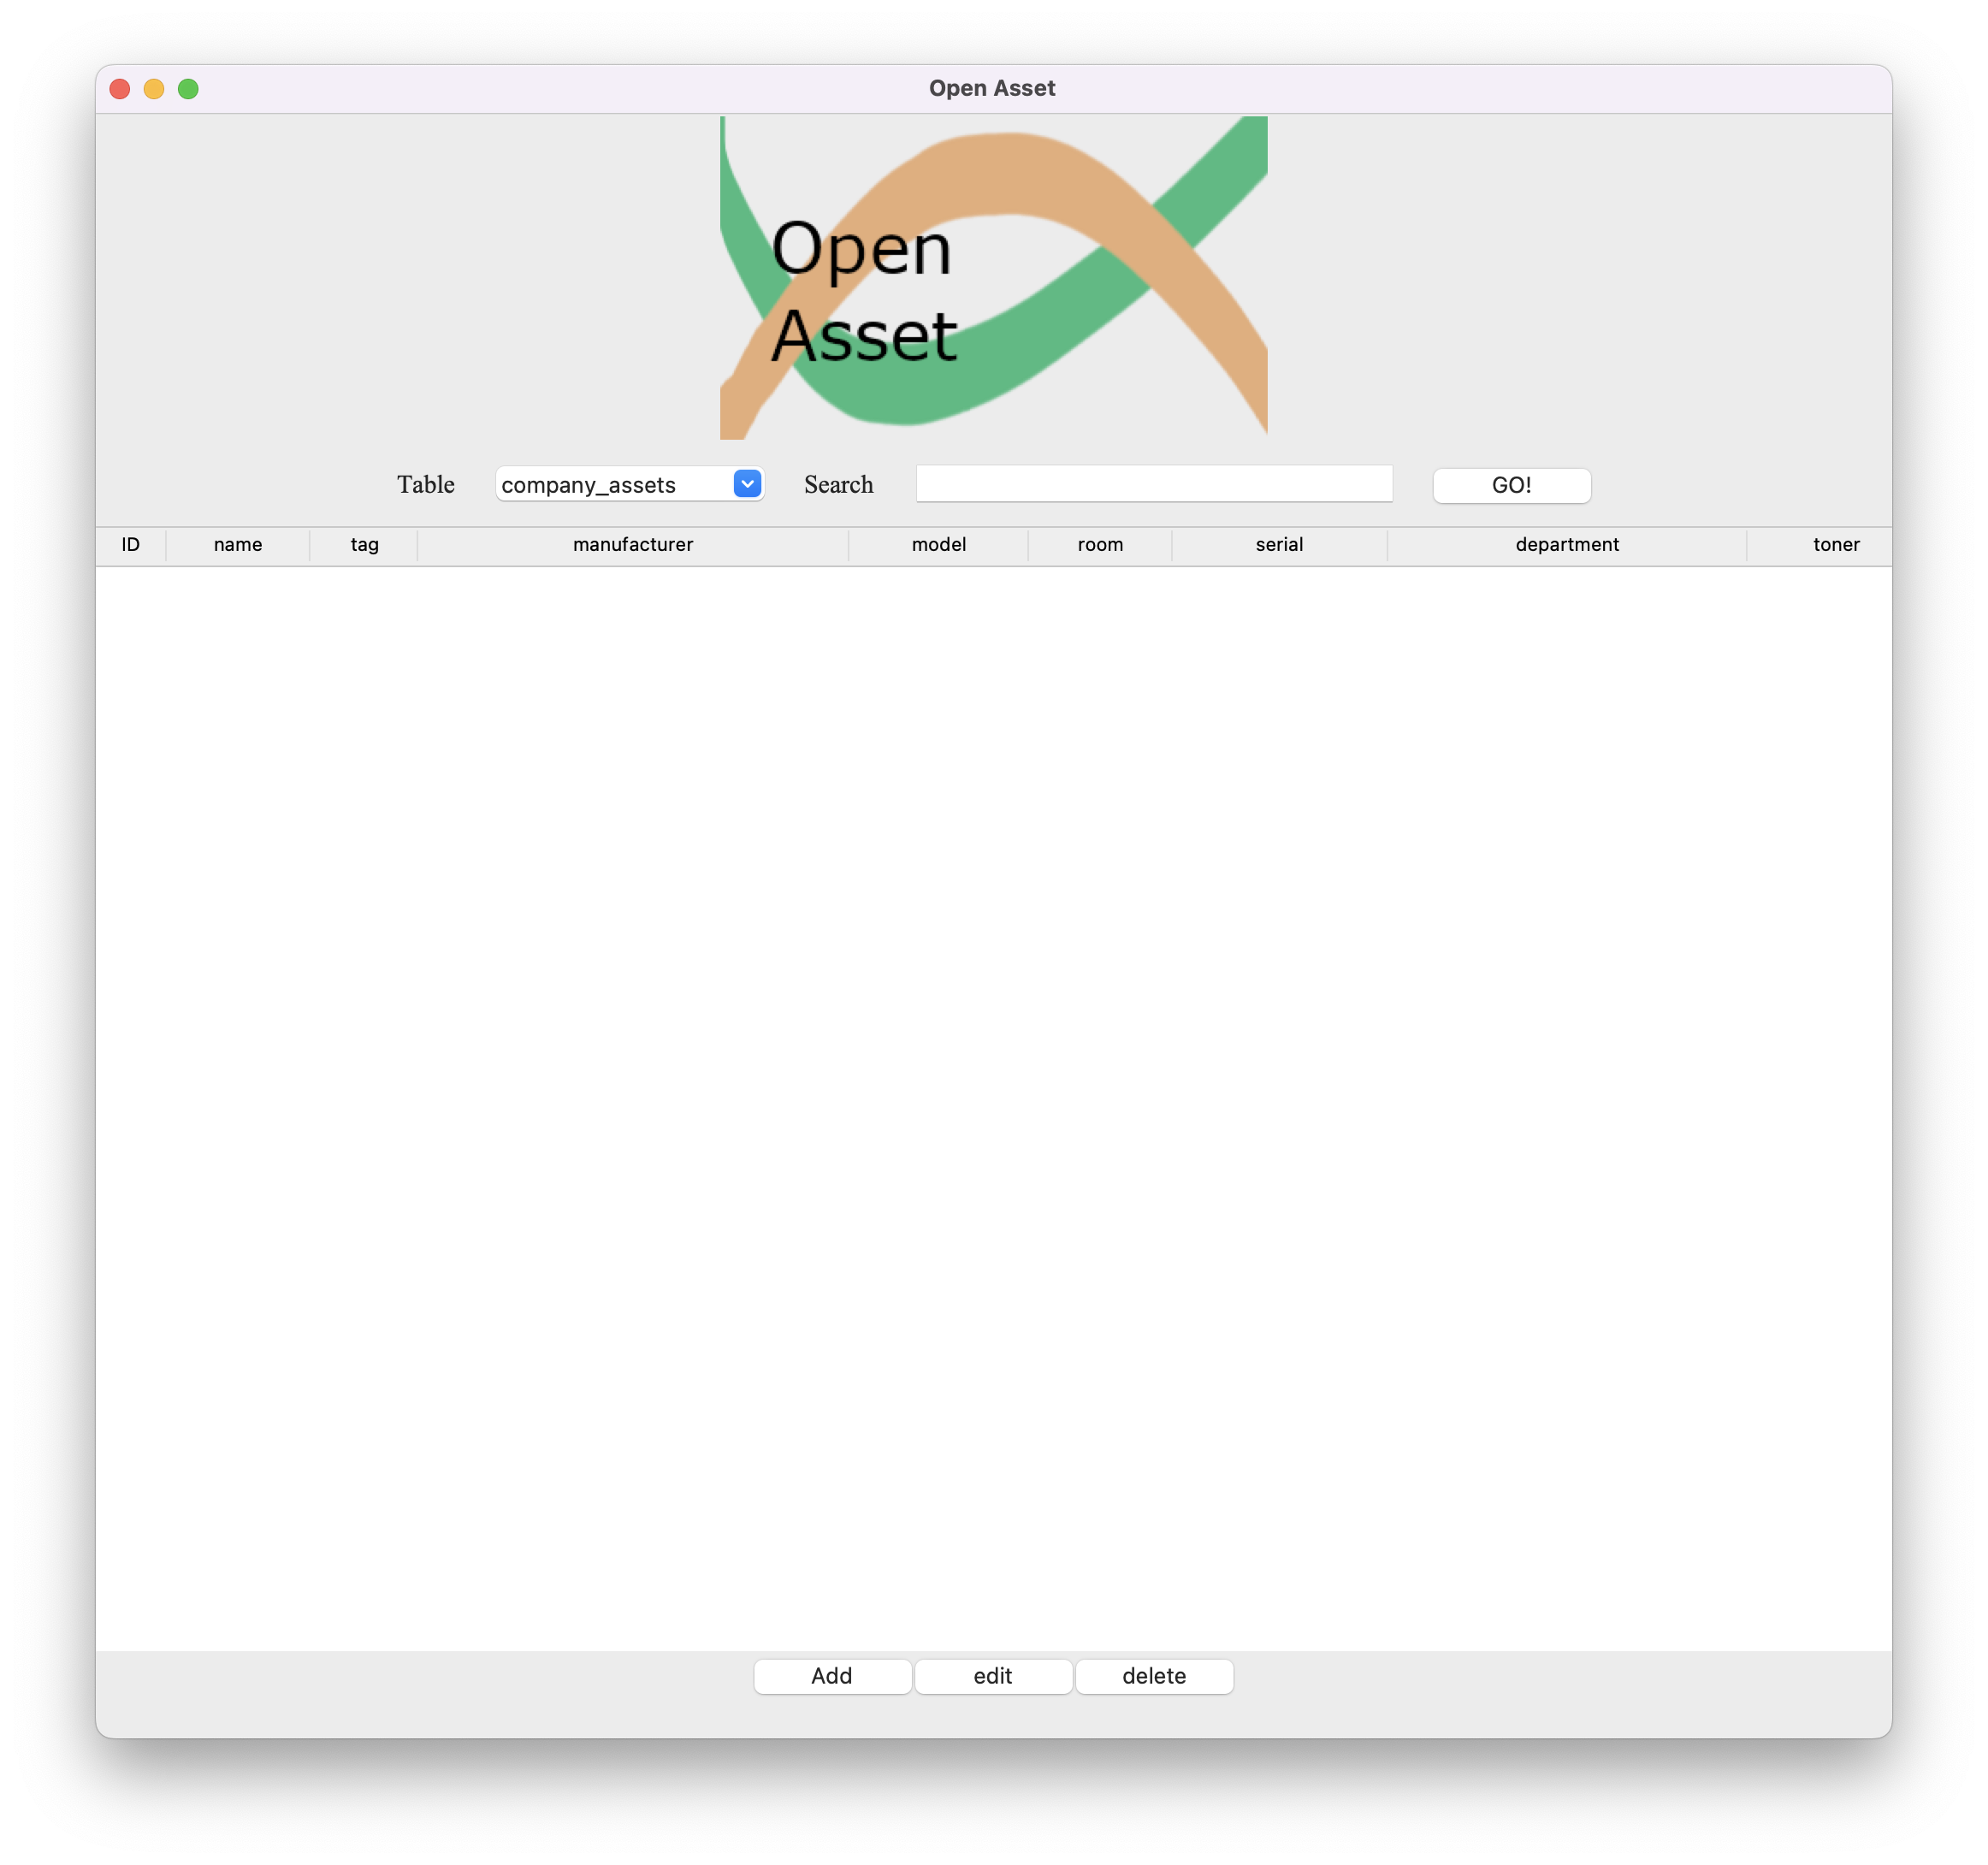 Open Asset
Open
Asset
Table company_assets Search GO!
ID name tag manufacturer model room serial department toner
Add edit delete